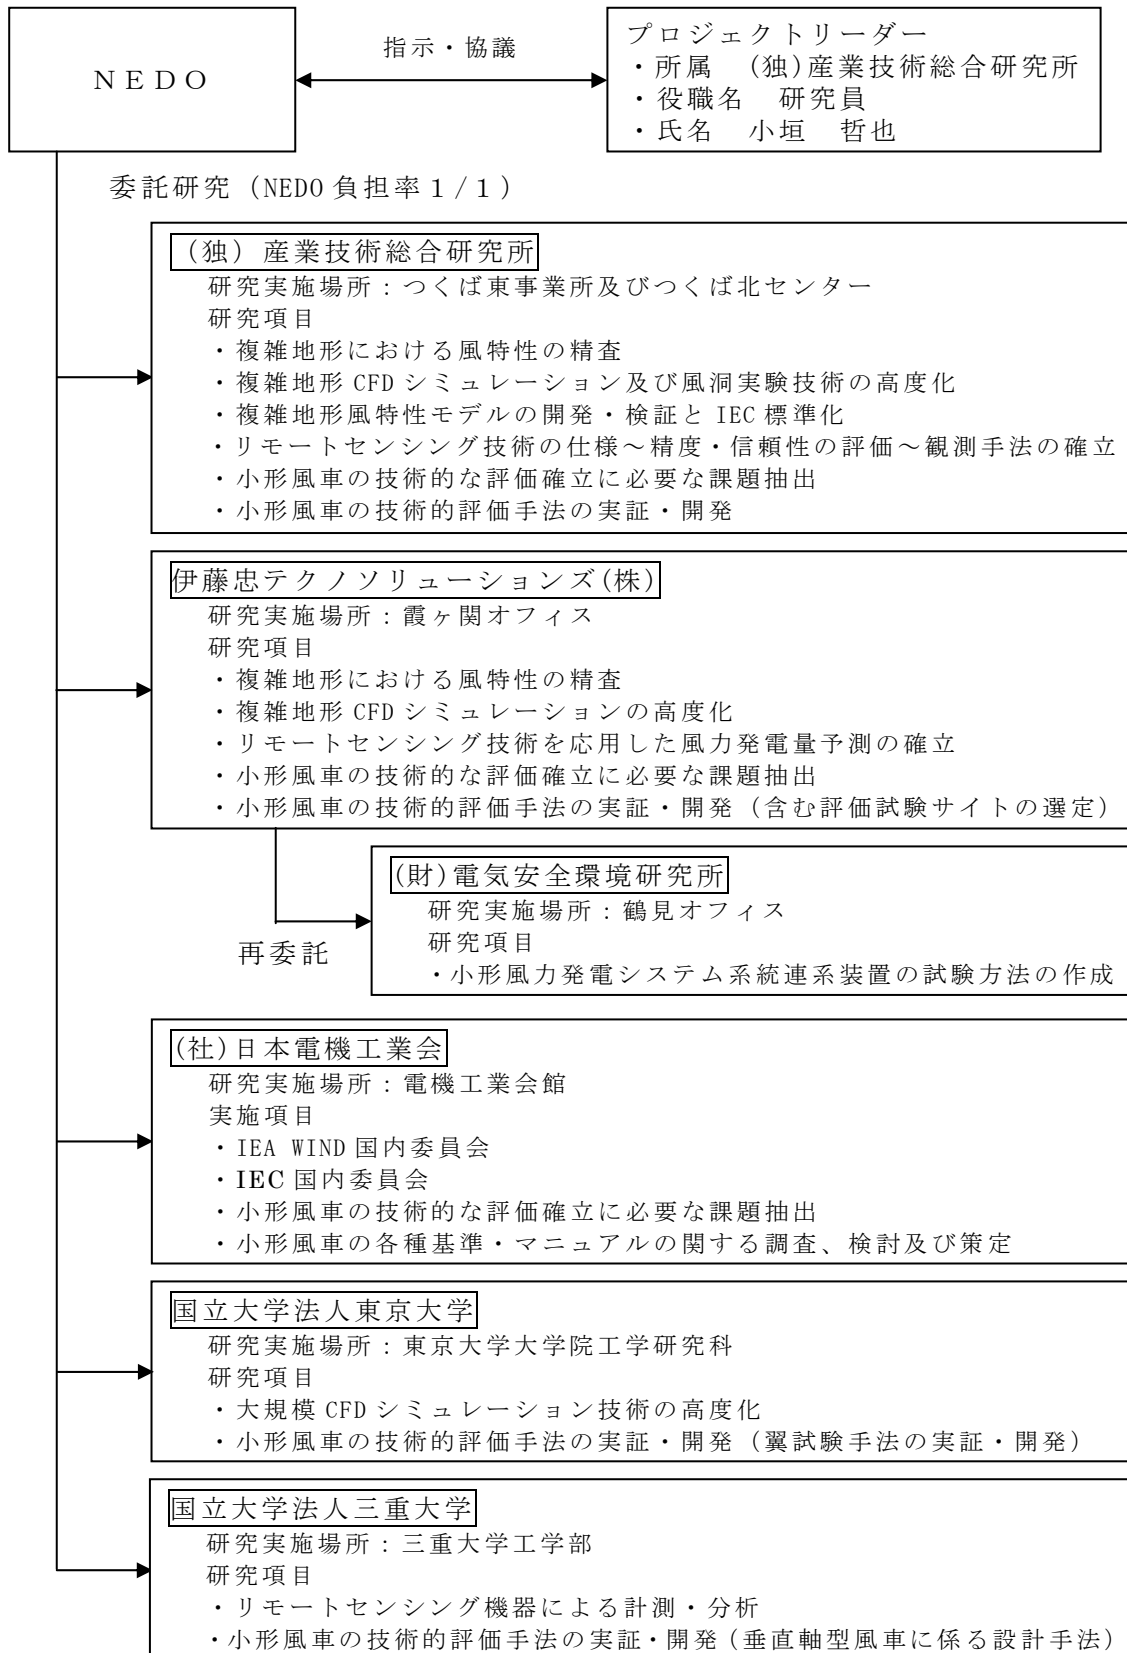 NEDO
指示・協議
プロジェクトリーダー
・所属　(独)産業技術総合研究所
・役職名　研究員
・氏名　小垣　哲也
委託研究（NEDO負担率１/１）
（独）産業技術総合研究所
研究実施場所：つくば東事業所及びつくば北センター
研究項目
・複雑地形における風特性の精査
・複雑地形CFDシミュレーション及び風洞実験技術の高度化
・複雑地形風特性モデルの開発・検証とIEC標準化
・リモートセンシング技術の仕様～精度・信頼性の評価～観測手法の確立
・小形風車の技術的な評価確立に必要な課題抽出
・小形風車の技術的評価手法の実証・開発
伊藤忠テクノソリューションズ(株)
研究実施場所：霞ヶ関オフィス
研究項目
・複雑地形における風特性の精査
・複雑地形CFDシミュレーションの高度化
・リモートセンシング技術を応用した風力発電量予測の確立
・小形風車の技術的な評価確立に必要な課題抽出
・小形風車の技術的評価手法の実証・開発（含む評価試験サイトの選定）
再委託
(財)電気安全環境研究所
研究実施場所：鶴見オフィス
研究項目
・小形風力発電システム系統連系装置の試験方法の作成
(社)日本電機工業会
研究実施場所：電機工業会館
実施項目
・IEA WIND国内委員会
・IEC国内委員会
・小形風車の技術的な評価確立に必要な課題抽出
・小形風車の各種基準・マニュアルの関する調査、検討及び策定
国立大学法人東京大学
研究実施場所：東京大学大学院工学研究科
研究項目
・大規模CFDシミュレーション技術の高度化
・小形風車の技術的評価手法の実証・開発（翼試験手法の実証・開発）
国立大学法人三重大学
研究実施場所：三重大学工学部
研究項目
・リモートセンシング機器による計測・分析
・小形風車の技術的評価手法の実証・開発（垂直軸型風車に係る設計手法）